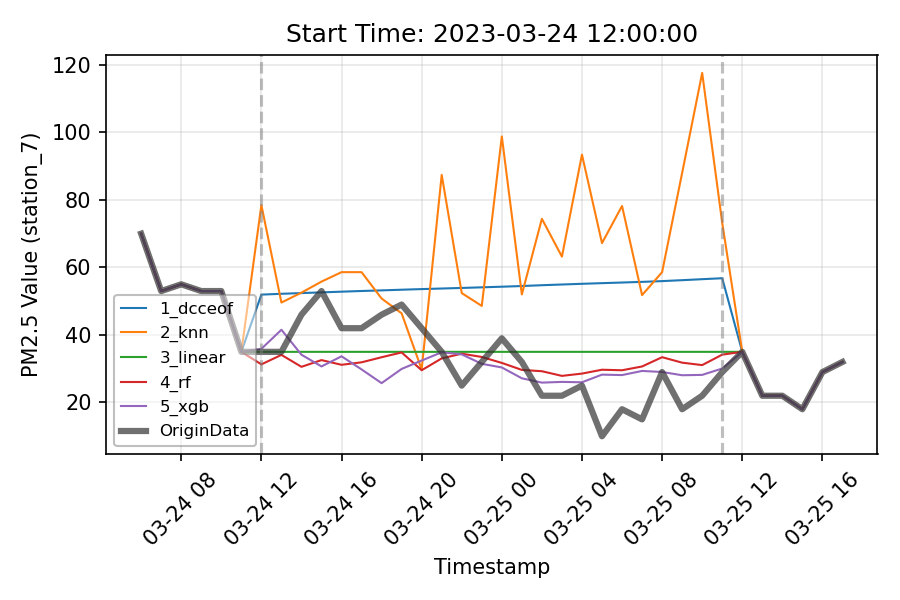 Start Time: 2023-03-24 12:00:00
PM2.5 Value (station_7)
120
100
80
60
40
20
1_dcceof
2_knn
3_linear
4_rf
5_xgb
OriginData
03-24 08
03-24 12
03-24 16
03-24 20
03-25 00
03-25 04
03-25 08
03-25 12
03-25 16
Timestamp